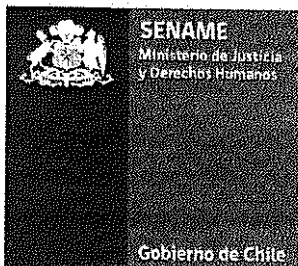 SENAME
Ministerio de Justicia
y Derechos Humanos
Gobierno de Chile